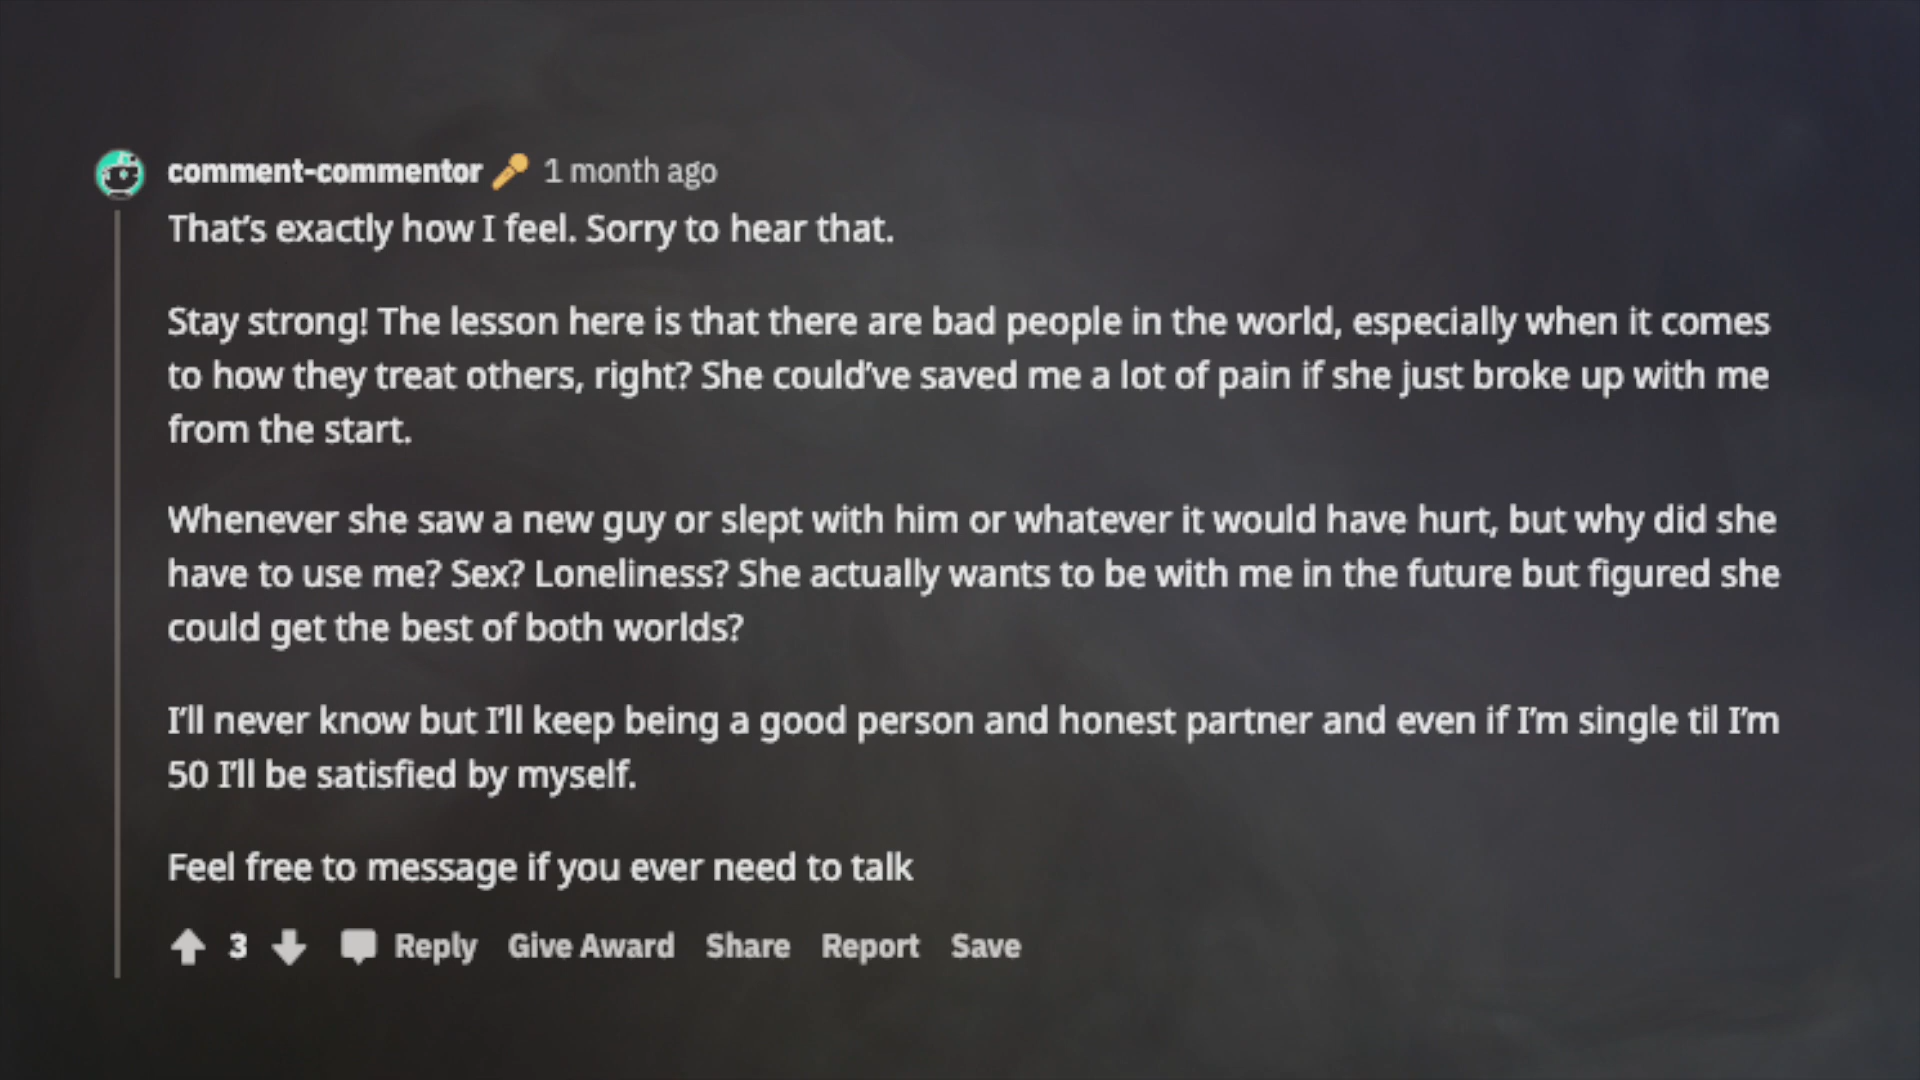 comment-commentor 🎤 1 month ago
That's exactly how I feel. Sorry to hear that.
Stay strong! The lesson here is that there are bad people in the world, especially when it comes
to how they treat others, right? She could've saved me a lot of pain if she just broke up with me
from the start.
Whenever she saw a new guy or slept with him or whatever it would have hurt, but why did she
have to use me? Sex? Loneliness? She actually wants to be with me in the future but figured she
could get the best of both worlds?
I'll never know but I'll keep being a good person and honest partner and even if I'm single til I'm
50 I'll be satisfied by myself.
Feel free to message if you ever need to talk
3 Reply Give Award Share Report Save